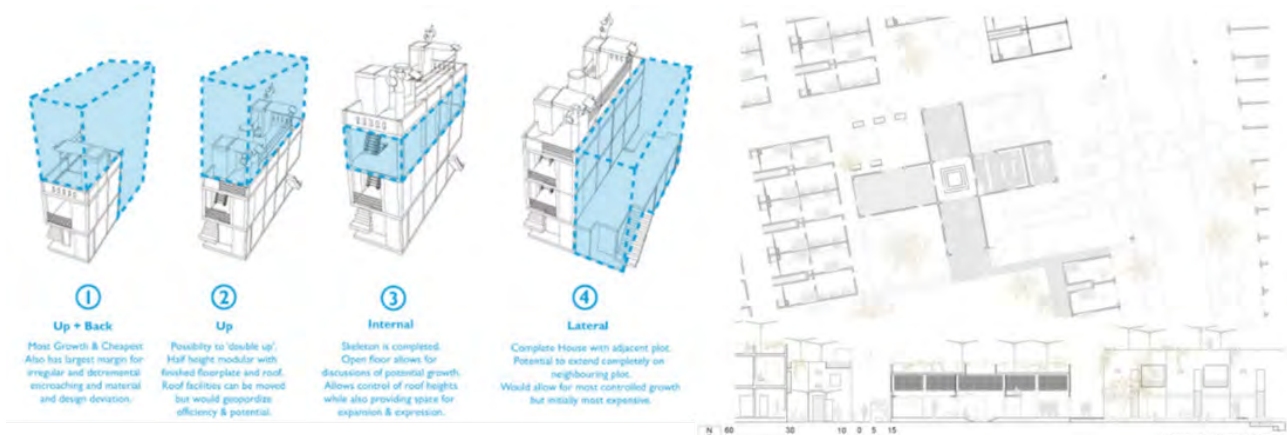 1
Up + Back
Most Growth & Cheapest
Also has largest margin for
irregular and detremental
encroaching and material
and design deviation.
2
Up
Possiblity to 'double up'.
Half height modular with
finished floorplate and roof.
Roof facilities can be moved
but would geopordize
efficiency & potential.
3
Internal
Skeleton is completed.
Open floor allows for
discussions of potential growth.
Allows control of roof heights
while also providing space for
expansion & expression.
4
Lateral
Complete House with adjacent plot.
Potential to extend completely on
neighbouring plot.
Would allow for most controlled growth
but initially most expensive.
N 60 30 10 0 5 15